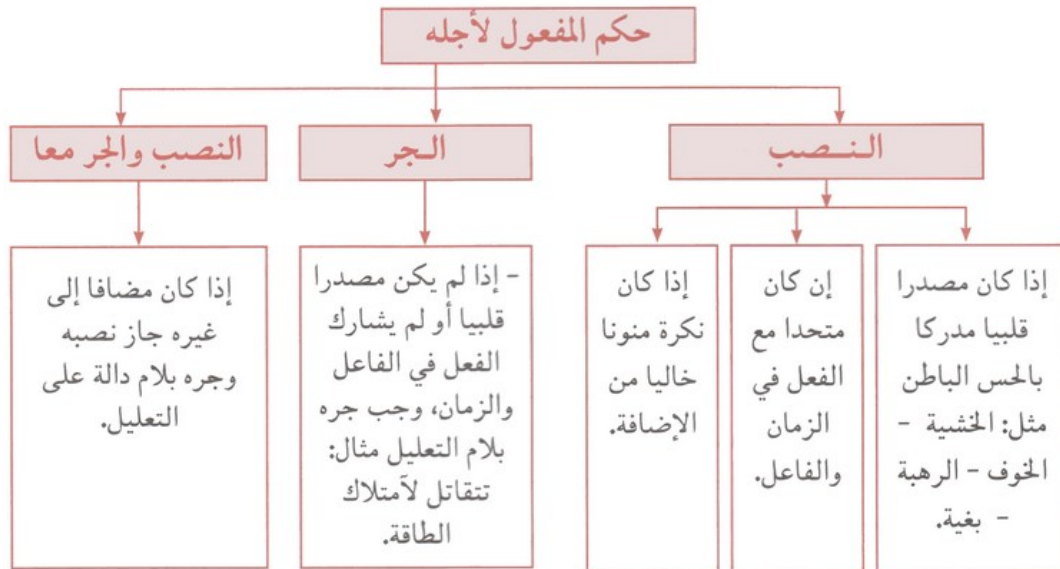 حكم المفعول لأجله
النـصب
الـجر
النصب والجر معا
إذا كان مصدرا
قلبيا مدركا
بالحس الباطن
مثل: الخشية -
الخوف - الرهبة
- بغية.
إن كان
متحدا مع
الفعل في
الزمان
والفاعل.
إذا كان
نكرة منونا
خاليا من
الإضافة.
- إذا لم يكن مصدرا
قلبيا أو لم يشارك
الفعل في الفاعل
والزمان، وجب جره
بلام التعليل مثال:
تتقاتل لآمتلاك
الطاقة.
إذا كان مضافا إلى
غيره جاز نصبه
وجره بلام دالة على
التعليل.